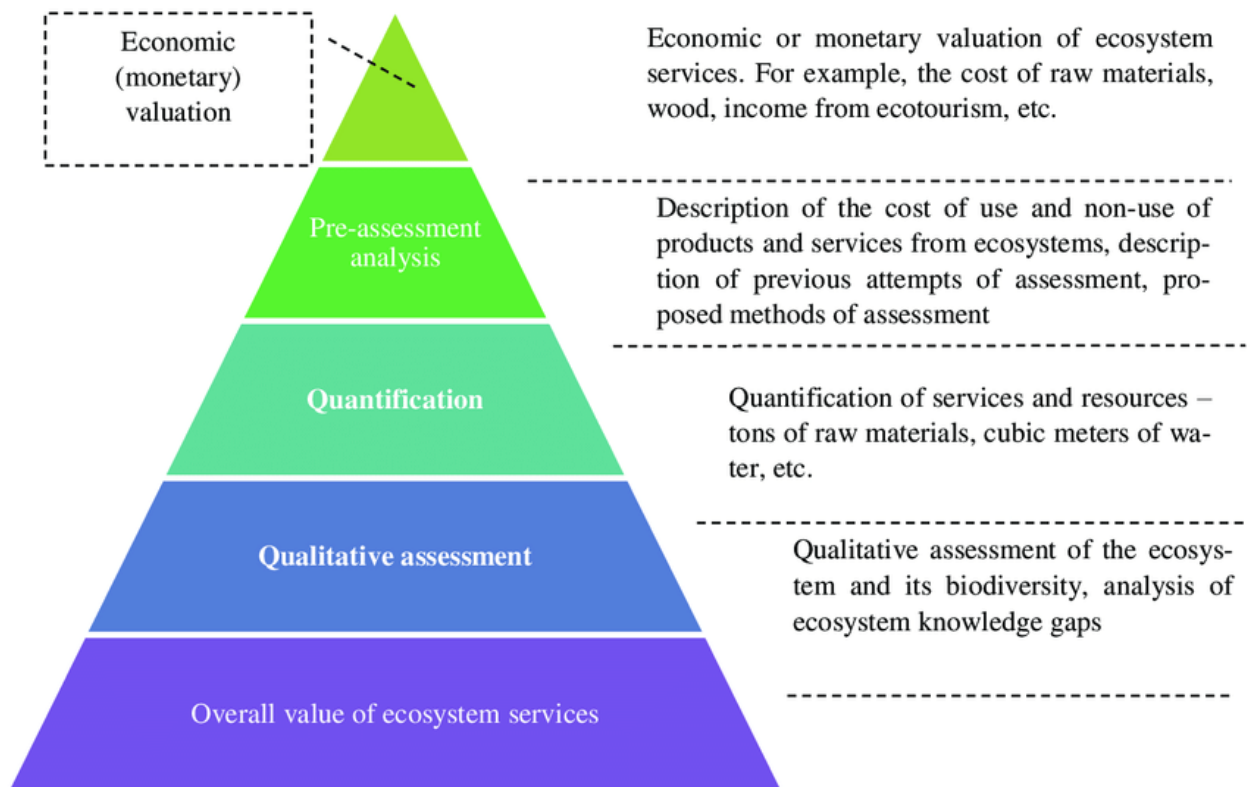 Economic
(monetary)
valuation
Economic or monetary valuation of ecosystem
services. For example, the cost of raw materials,
wood, income from ecotourism, etc.
Pre-assessment
analysis
Description of the cost of use and non-use of
products and services from ecosystems, descrip-
tion of previous attempts of assessment, pro-
posed methods of assessment
Quantification
Quantification of services and resources –
tons of raw materials, cubic meters of wa-
ter, etc.
Qualitative assessment
Qualitative assessment of the ecosys-
tem and its biodiversity, analysis of
ecosystem knowledge gaps
Overall value of ecosystem services